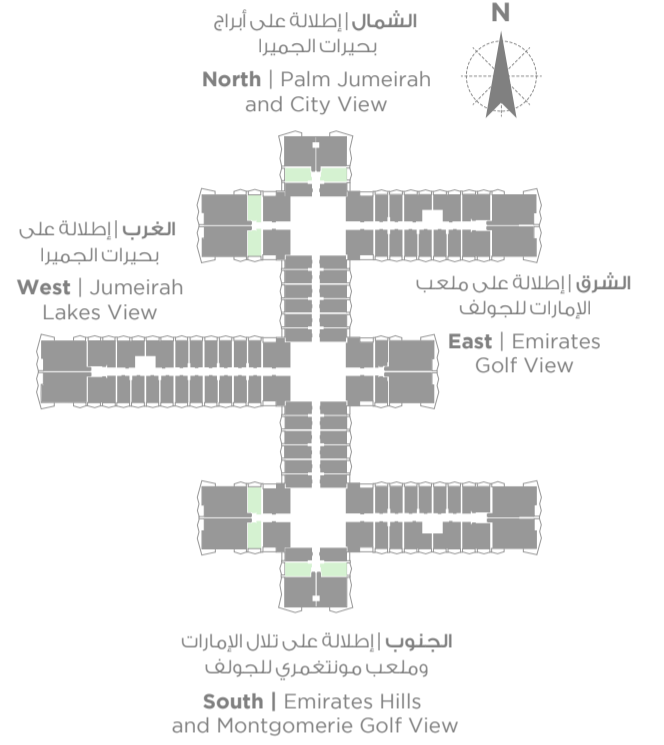 الشمال | إطلالة على أبراج
بحيرات الجميرا
North | Palm Jumeirah
and City View
N
الغرب | إطلالة على
بحيرات الجميرا
West | Jumeirah
Lakes View
الشرق | إطلالة على ملعب
الإمارات للجولف
East | Emirates
Golf View
الجنوب | إطلالة على تلال الإمارات
وملعب مونتغمري للجولف
South | Emirates Hills
and Montgomerie Golf View